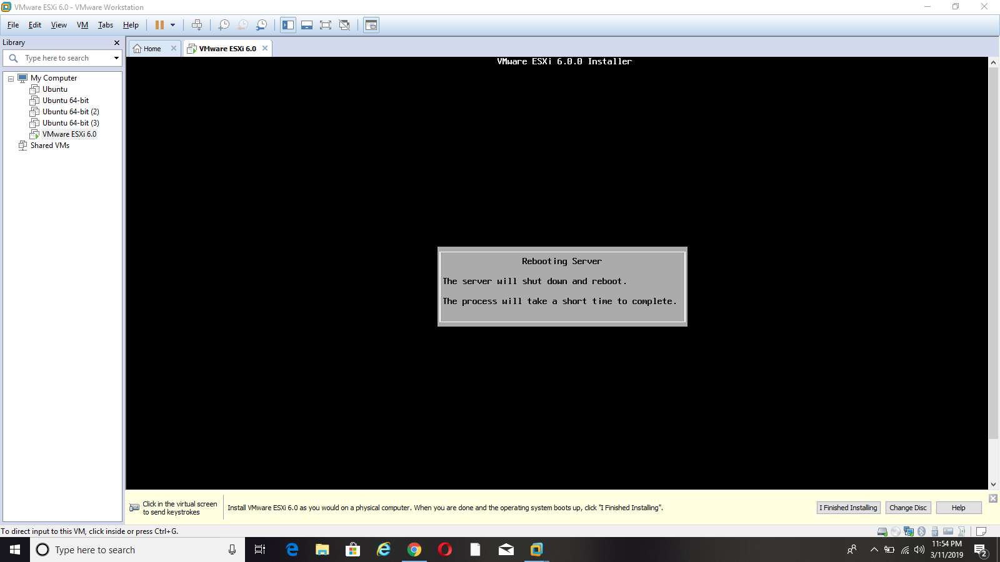 VMware ESXi 6.0 - VMware Workstation
File Edit View VM Tabs Help
Library
Home
VMware ESXi 6.0
Type here to search
VMware ESXi 6.0.0 Installer
My Computer
Ubuntu
Ubuntu 64-bit
Ubuntu 64-bit (2)
Ubuntu 64-bit (3)
VMware ESXi 6.0
Shared VMs
Rebooting Server
The server will shut down and reboot.
The process will take a short time to complete.
Click in the virtual screen
to send keystrokes
Install VMware ESXi 6.0 as you would on a physical computer. When you are done and the operating system boots up, click "I Finished Installing".
I Finished Installing
Change Disc
Help
To direct input to this VM, click inside or press Ctrl+G.
Type here to search
11:54 PM
3/11/2019
2